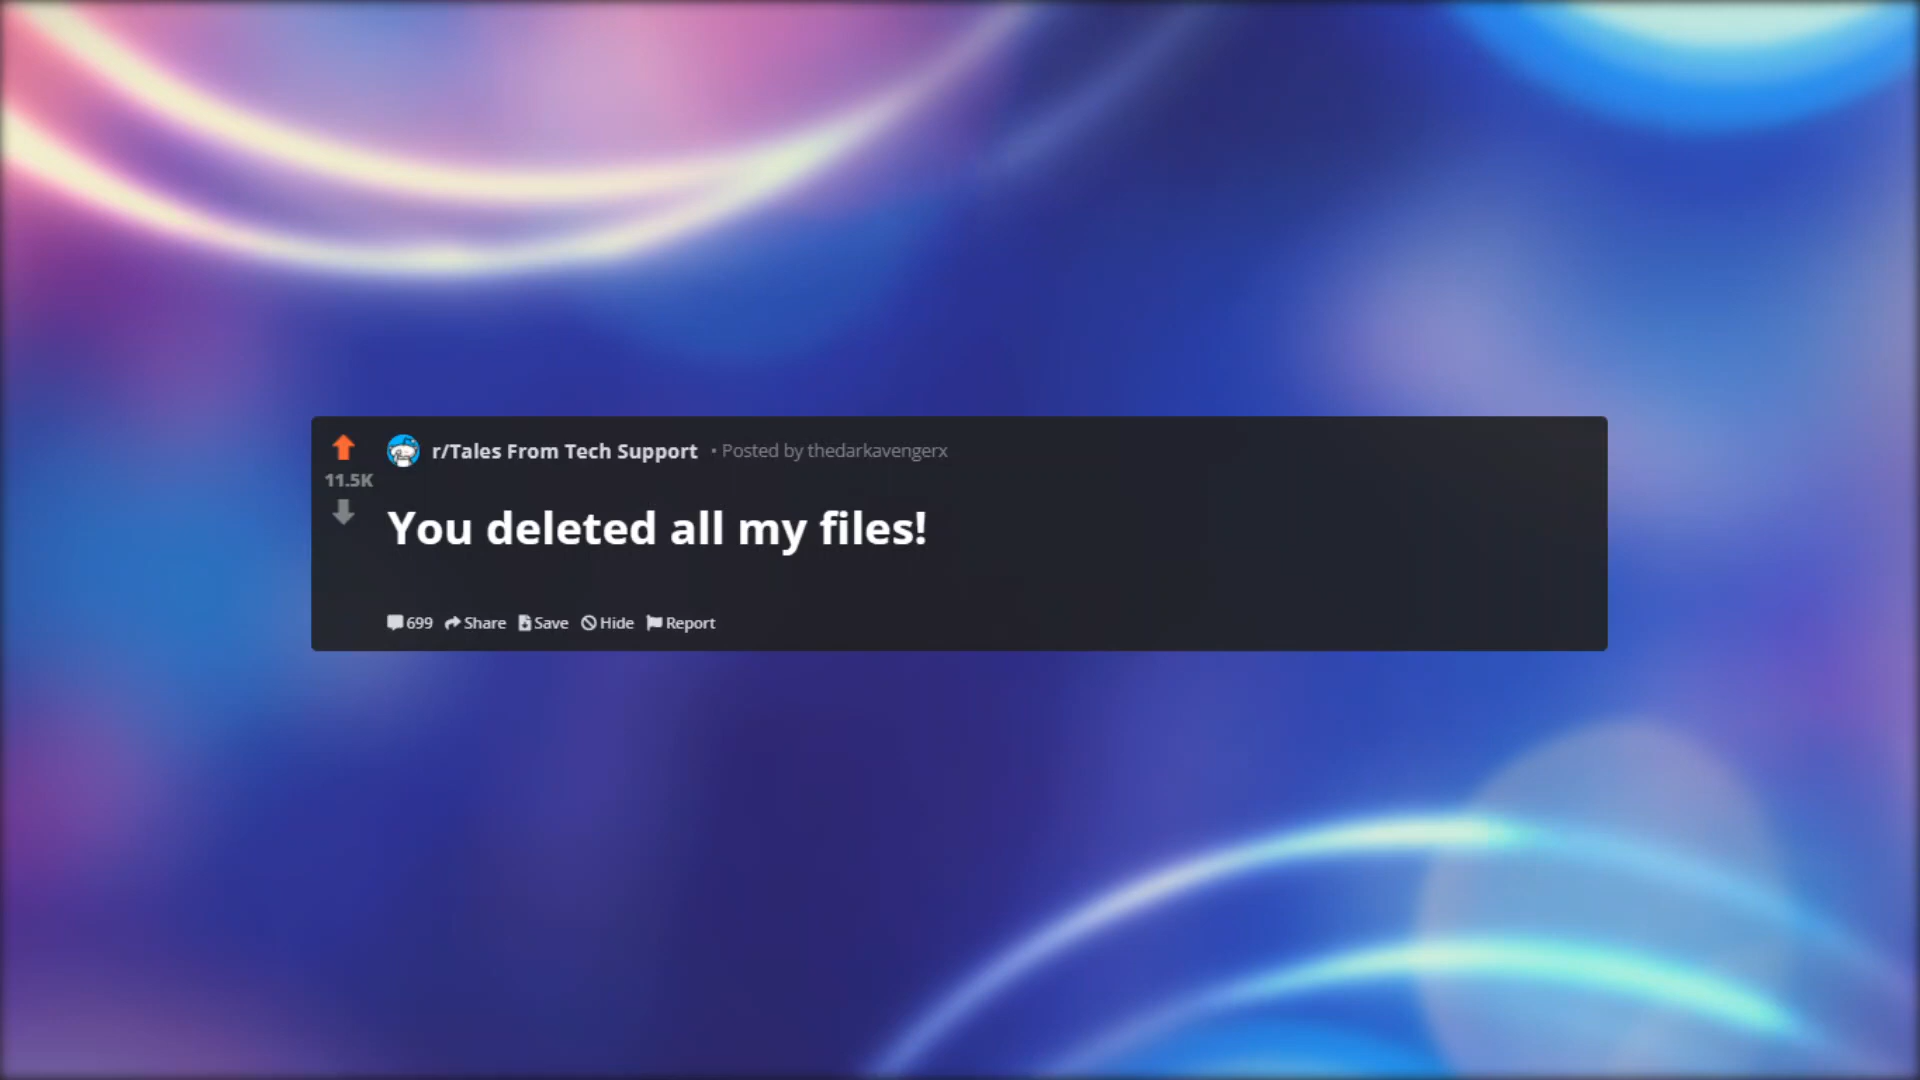 r/Tales From Tech Support • Posted by thedarkavengerx
11.5K
You deleted all my files!
699 Share Save Hide Report